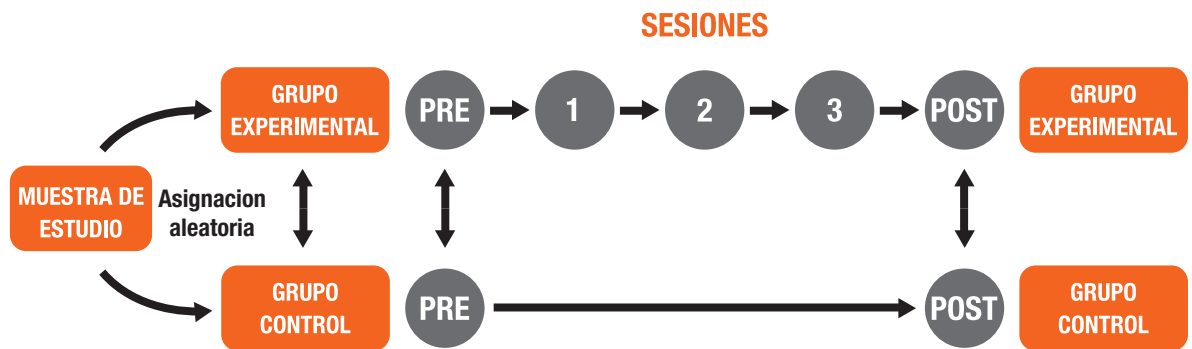 SESIONES
GRUPO
EXPERIMENTAL
PRE
1
2
3
POST
GRUPO
EXPERIMENTAL
MUESTRA DE
ESTUDIO
Asignacion
aleatoria
GRUPO
CONTROL
PRE
POST
GRUPO
CONTROL